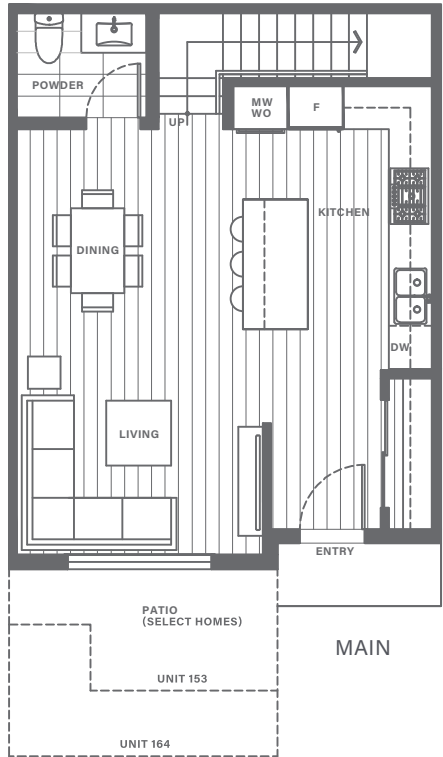 POWDER
UP
MW
WO
F
KITCHEN
DINING
DW
LIVING
ENTRY
PATIO
(SELECT HOMES)
MAIN
UNIT 153
UNIT 164